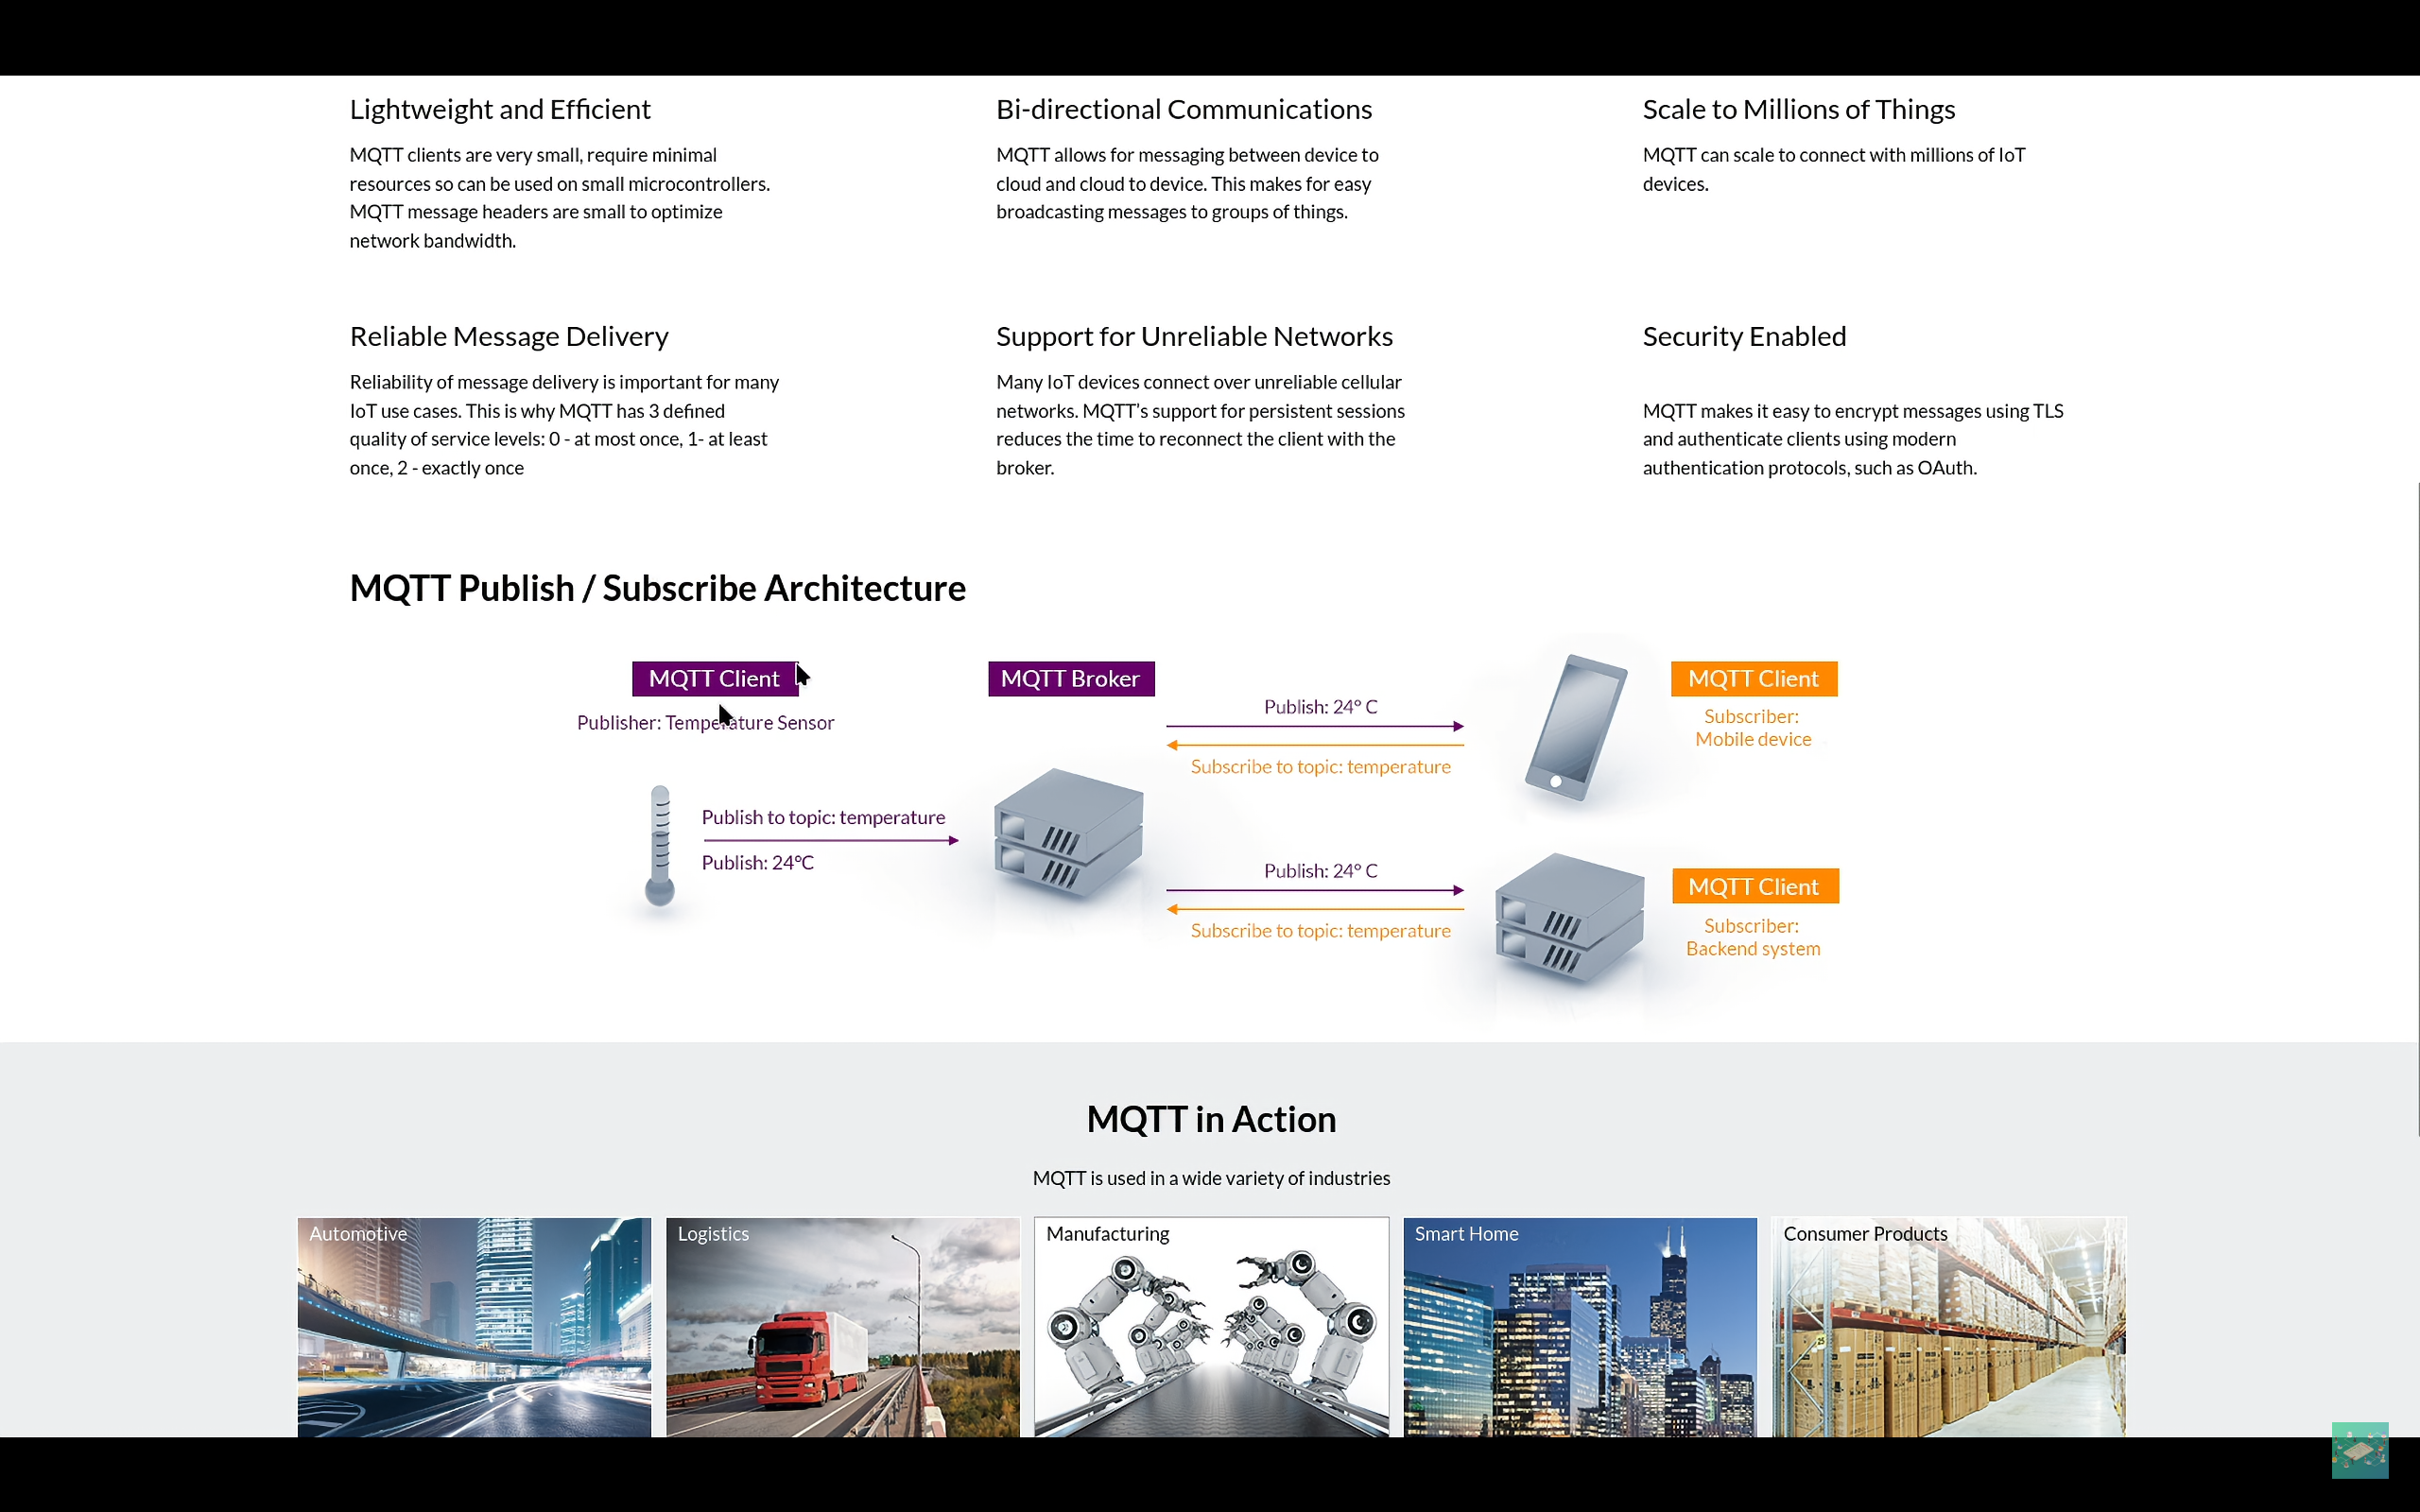 Lightweight and Efficient
MQTT clients are very small, require minimal
resources so can be used on small microcontrollers.
MQTT message headers are small to optimize
network bandwidth.
Bi-directional Communications
MQTT allows for messaging between device to
cloud and cloud to device. This makes for easy
broadcasting messages to groups of things.
Scale to Millions of Things
MQTT can scale to connect with millions of IoT
devices.
Reliable Message Delivery
Reliability of message delivery is important for many
IoT use cases. This is why MQTT has 3 defined
quality of service levels: 0 - at most once, 1- at least
once, 2 - exactly once
Support for Unreliable Networks
Many IoT devices connect over unreliable cellular
networks. MQTT’s support for persistent sessions
reduces the time to reconnect the client with the
broker.
Security Enabled
MQTT makes it easy to encrypt messages using TLS
and authenticate clients using modern
authentication protocols, such as OAuth.
MQTT Publish / Subscribe Architecture
MQTT Client
Publisher: Temperature Sensor
Publish to topic: temperature
Publish: 24°C
MQTT Broker
Publish: 24° C
Subscribe to topic: temperature
MQTT Client
Subscriber:
Mobile device
Publish: 24° C
Subscribe to topic: temperature
MQTT Client
Subscriber:
Backend system
MQTT in Action
MQTT is used in a wide variety of industries
Automotive
Logistics
Manufacturing
Smart Home
Consumer Products